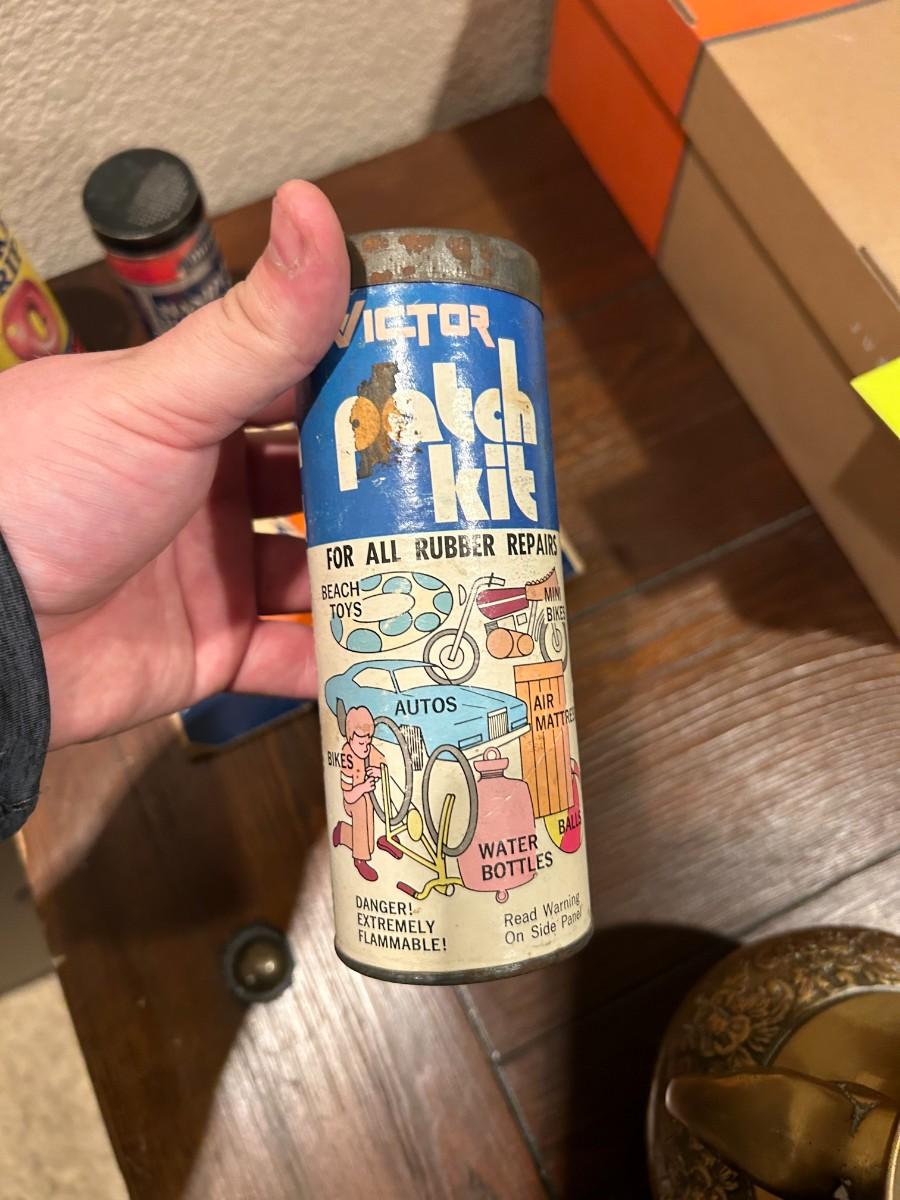 VICTOR
patch
kit
FOR ALL RUBBER REPAIRS
BEACH
TOYS
MINI
BIKES
AUTOS
AIR
MATTRE
BIKES
BALLS
WATER
BOTTLES
DANGER!
EXTREMELY
FLAMMABLE!
Read Warning
On Side Panel